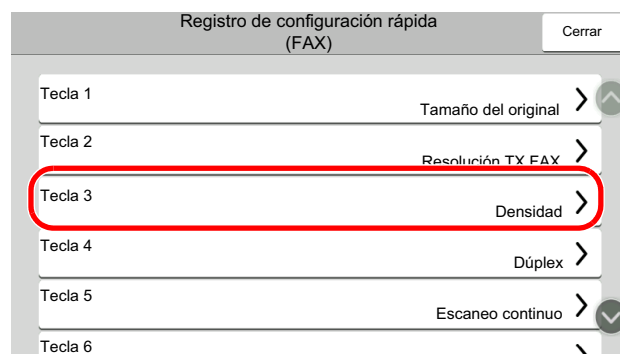 Registro de configuración rápida
(FAX)
Cerrar
Tecla 1
Tamaño del original
Tecla 2
Resolución TX FAX
Tecla 3
Densidad
Tecla 4
Dúplex
Tecla 5
Escaneo continuo
Tecla 6